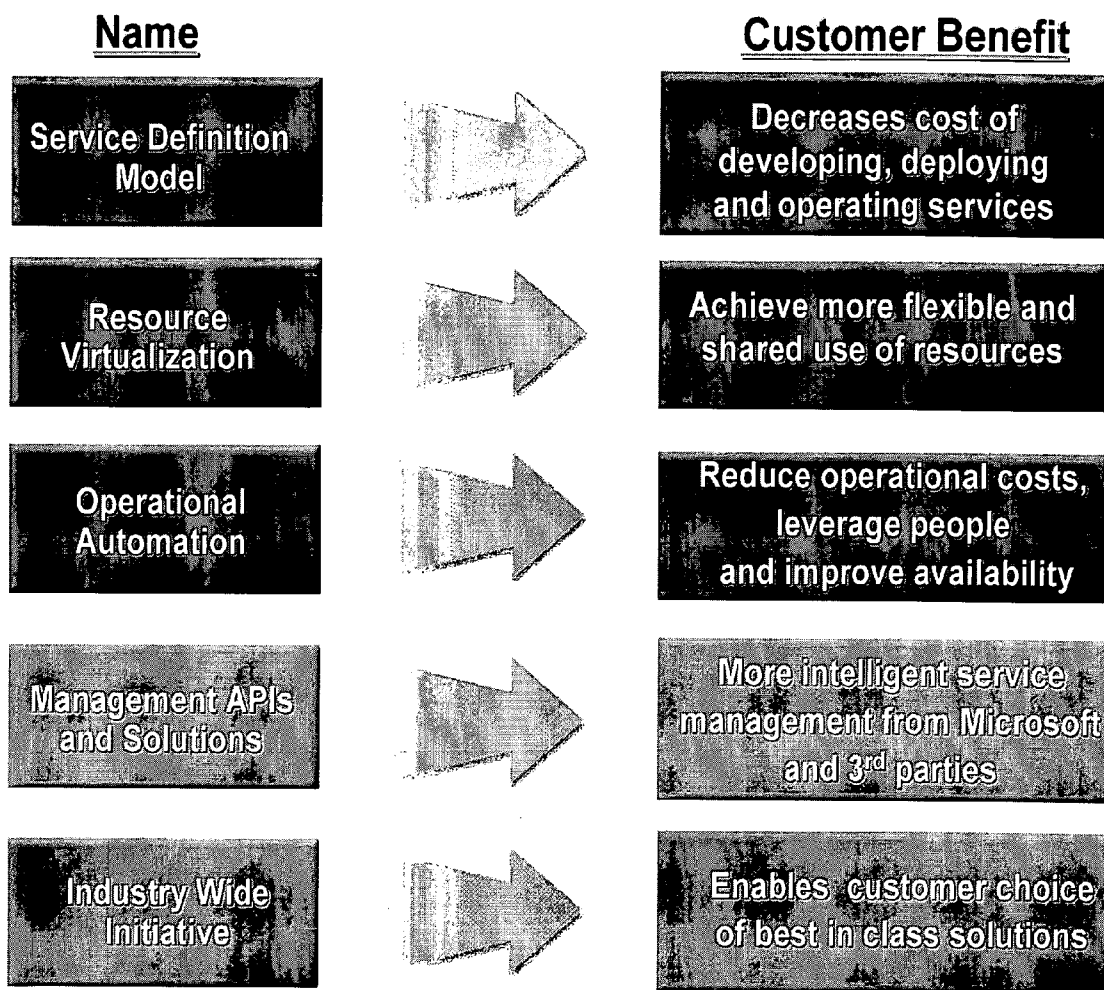 Name
Customer Benefit
Service Definition
Model
Decreases cost of
developing, deploying
and operating services
Resource
Virtualization
Achieve more flexible and
shared use of resources
Operational
Automation
Reduce operational costs,
leverage people
and improve availability
Management APIs
and Solutions
More intelligent service
management from Microsoft
and 3rd parties
Industry Wide
Initiative
Enables customer choice
of best in class solutions